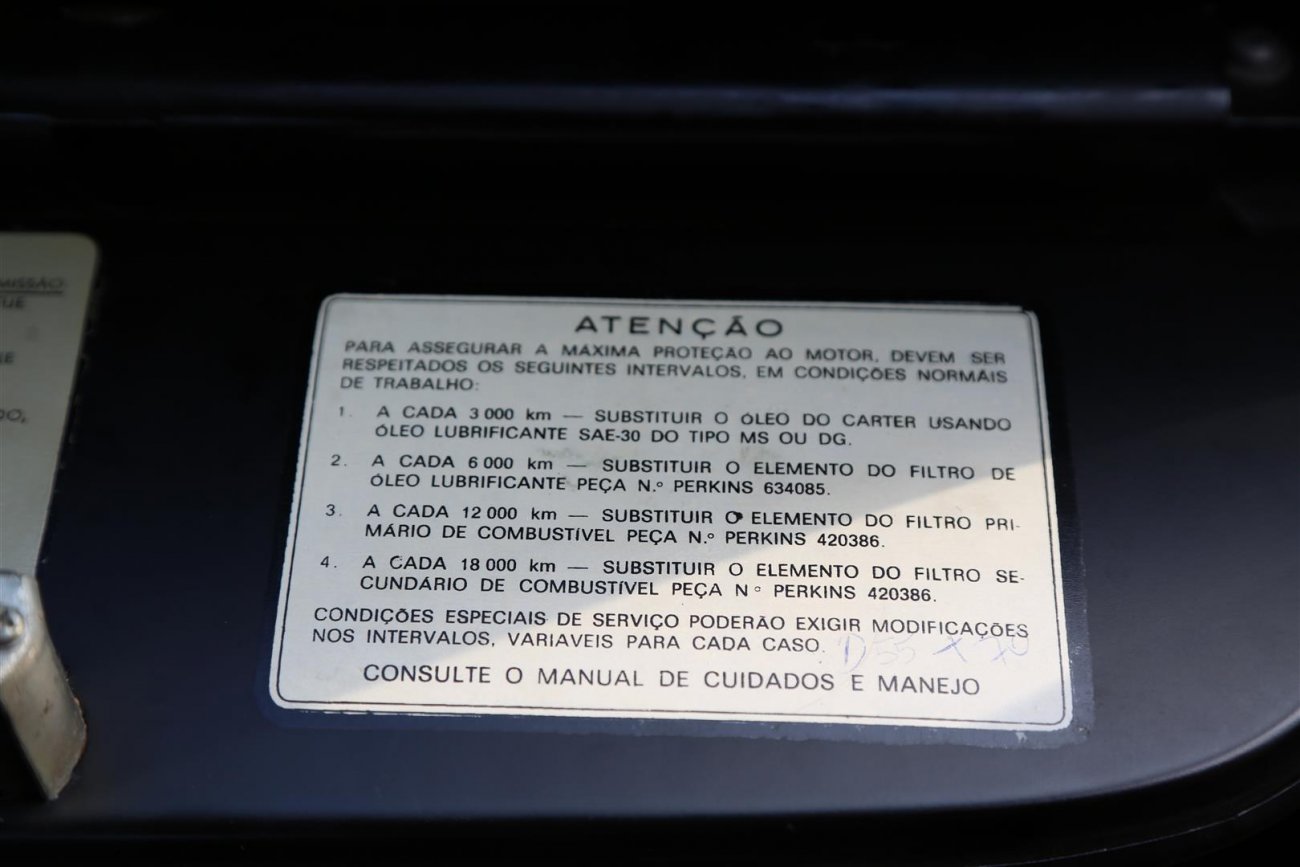 MISSÃO
ATENÇÃO
PARA ASSEGURAR A MÁXIMA PROTEÇÃO AO MOTOR, DEVEM SER
RESPEITADOS OS SEGUINTES INTERVALOS, EM CONDIÇÕES NORMAIS
DE TRABALHO:
1. A CADA 3 000 km — SUBSTITUIR O ÓLEO DO CARTER USANDO
ÓLEO LUBRIFICANTE SAE-30 DO TIPO MS OU DG.
2. A CADA 6 000 km — SUBSTITUIR O ELEMENTO DO FILTRO DE
ÓLEO LUBRIFICANTE PEÇA N.º PERKINS 634085.
3. A CADA 12 000 km — SUBSTITUIR O ELEMENTO DO FILTRO PRI-
MÁRIO DE COMBUSTÍVEL PEÇA N.º PERKINS 420386.
4. A CADA 18 000 km — SUBSTITUIR O ELEMENTO DO FILTRO SE-
CUNDÁRIO DE COMBUSTÍVEL PEÇA Nº PERKINS 420386.
CONDIÇÕES ESPECIAIS DE SERVIÇO PODERÃO EXIGIR MODIFICAÇÕES
NOS INTERVALOS, VARIAVEIS PARA CADA CASO.
CONSULTE O MANUAL DE CUIDADOS E MANEJO